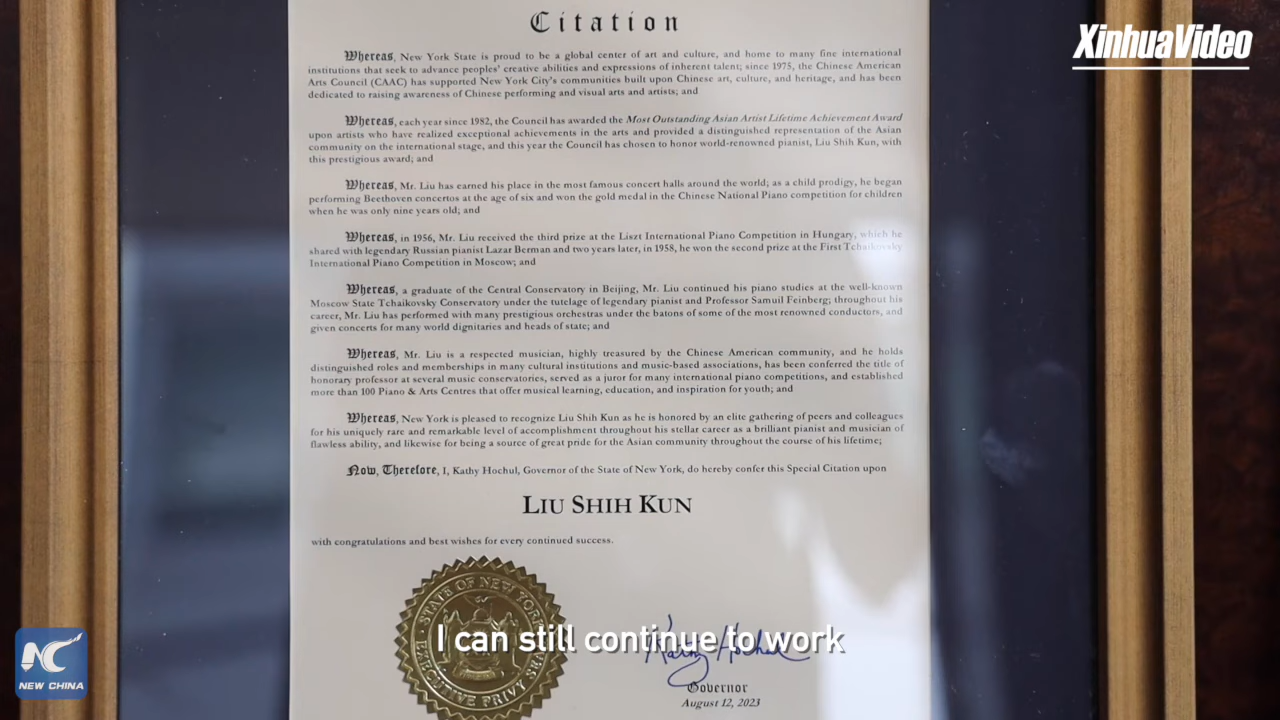 Citation
XinhuaVideo
Whereas, New York State is proud to be a global center of art and culture, and home to many fine international
institutions that seek to advance peoples' creative abilities and expressions of inherent talent; since 1975, the Chinese American
Arts Council (CAAC) has supported New York City's communities built upon Chinese art, culture, and heritage, and has been
dedicated to raising awareness of Chinese performing and visual arts and artists; and
Whereas, each year since 1982, the Council has awarded the Most Outstanding Asian Artist Lifetime Achievement Award
upon artists who have realized exceptional achievements in the arts and provided a distinguished representation of the Asian
community on the international stage, and this year the Council has chosen to honor world-renowned pianist, Liu Shih Kun, with
this prestigious award; and
Whereas, Mr. Liu has earned his place in the most famous concert halls around the world; as a child prodigy, he began
performing Beethoven concertos at the age of six and won the gold medal in the Chinese National Piano competition for children
when he was only nine years old; and
Whereas, in 1956, Mr. Liu received the third prize at the Liszt International Piano Competition in Hungary, which he
shared with legendary Russian pianist Lazar Berman and two years later, in 1958, he won the second prize at the First Tchaikovsky
International Piano Competition in Moscow; and
Whereas, a graduate of the Central Conservatory in Beijing, Mr. Liu continued his piano studies at the well-known
Moscow State Tchaikovsky Conservatory under the tutelage of legendary pianist and Professor Samuil Feinberg; throughout his
career, Mr. Liu has performed with many prestigious orchestras under the batons of some of the most renowned conductors, and
given concerts for many world dignitaries and heads of state; and
Whereas, Mr. Liu is a respected musician, highly treasured by the Chinese American community, and he holds
distinguished roles and memberships in many cultural institutions and music-based associations, has been conferred the title of
honorary professor at several music conservatories, served as a juror for many international piano competitions, and established
more than 100 Piano & Arts Centres that offer musical learning, education, and inspiration for youth; and
Whereas, New York is pleased to recognize Liu Shih Kun as he is honored by an elite gathering of peers and colleagues
for his uniquely rare and remarkable level of accomplishment throughout his stellar career as a brilliant pianist and musician of
flawless ability, and likewise for being a source of great pride for the Asian community throughout the course of his lifetime;
Now, Therefore, I, Kathy Hochul, Governor of the State of New York, do hereby confer this Special Citation upon
LIU SHIH KUN
with congratulations and best wishes for every continued success.
STATE OF NEW YORK
EXECUTIVE PRIVY SEAL
I can still continue to work
Kathy Hochul
Governor
August 12, 2023
NEW CHINA